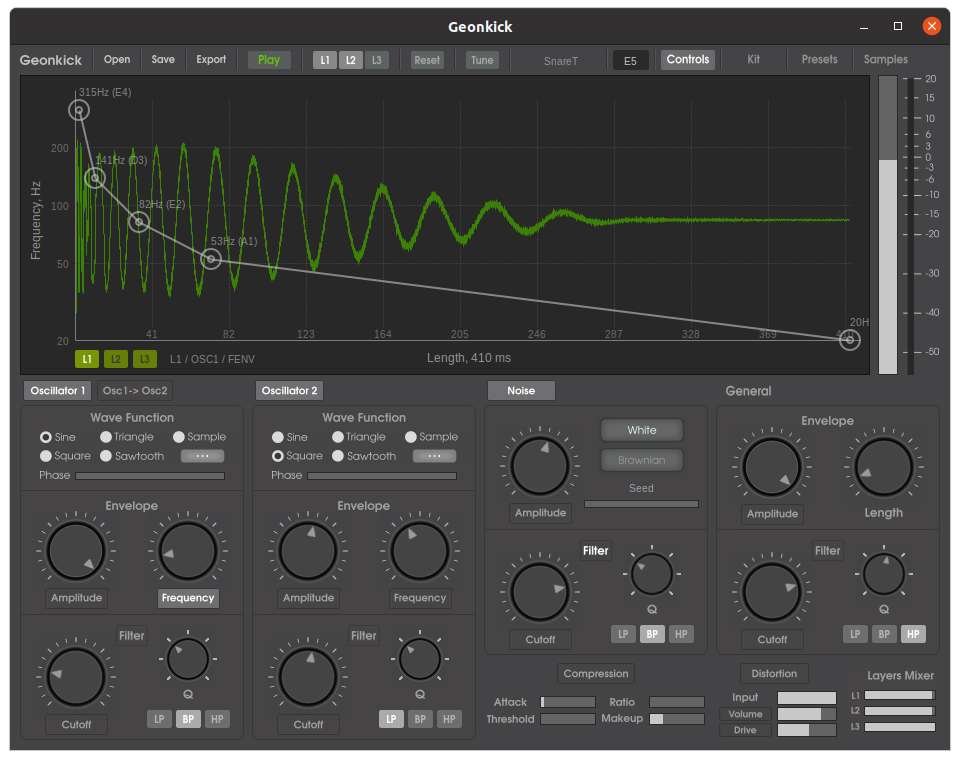 Geonkick
Geonkick Open Save Export Play L1 L2 L3 Reset Tune SnareT E5 Controls Kit Presets Samples
315Hz (E4)
141Hz (D3)
82Hz (E2)
53Hz (A1)
20H
Frequency, Hz
200
100
50
20
41 82 123 164 205 246 287 328 369
L1 L2 L3 L1 / OSC1 / FENV Length, 410 ms
20
15
10
6
3
0
-3
-6
-10
-15
-20
-30
-40
-50
Oscillator 1 Osc1-> Osc2
Wave Function
Sine Triangle Sample
Square Sawtooth ...
Phase
Envelope
Amplitude Frequency
Filter
Cutoff
Q
LP BP HP
Oscillator 2
Wave Function
Sine Triangle Sample
Square Sawtooth ...
Phase
Envelope
Amplitude Frequency
Filter
Cutoff
Q
LP BP HP
Noise
White
Brownian
Seed
Amplitude
Filter
Cutoff
Q
LP BP HP
General
Envelope
Amplitude Length
Filter
Cutoff
Q
LP BP HP
Compression
Attack Ratio
Threshold Makeup
Distortion
Input
Volume
Drive
Layers Mixer
L1
L2
L3